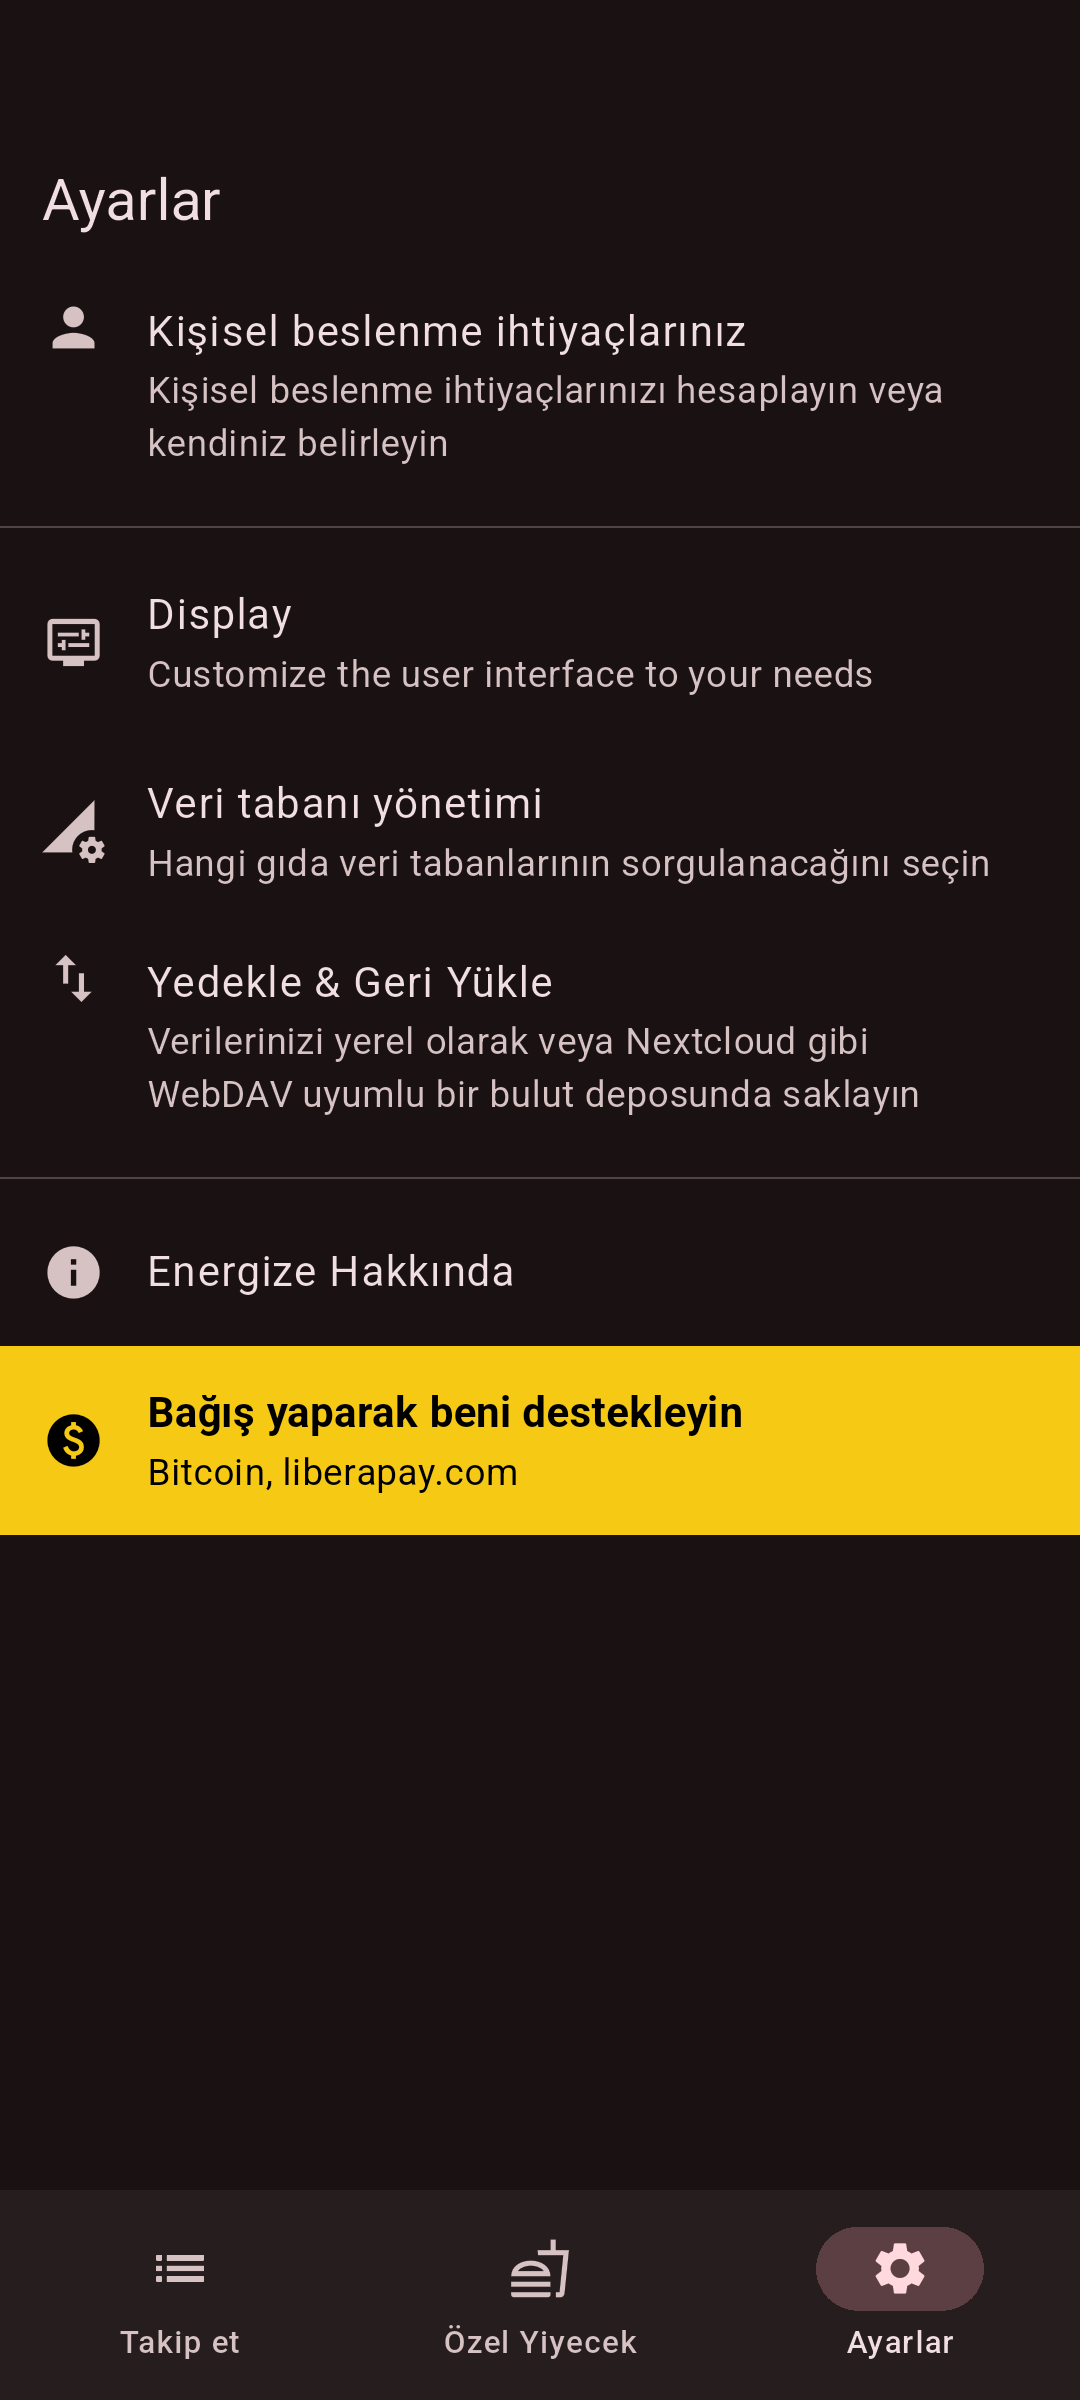 Ayarlar
Kişisel beslenme ihtiyaçlarınız
Kişisel beslenme ihtiyaçlarınızı hesaplayın veya
kendiniz belirleyin
Display
Customize the user interface to your needs
Veri tabanı yönetimi
Hangi gıda veri tabanlarının sorgulanacağını seçin
Yedekle & Geri Yükle
Verilerinizi yerel olarak veya Nextcloud gibi
WebDAV uyumlu bir bulut deposunda saklayın
Energize Hakkında
Bağış yaparak beni destekleyin
Bitcoin, liberapay.com
Takip et
Özel Yiyecek
Ayarlar